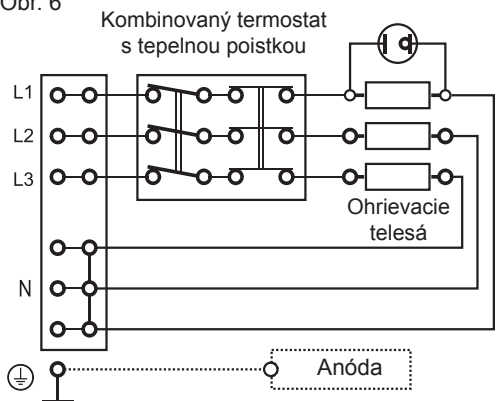 Obr. 6
Kombinovaný termostat
s tepelnou poistkou
L1
L2
L3
Ohrievacie
telesá
N
Anóda